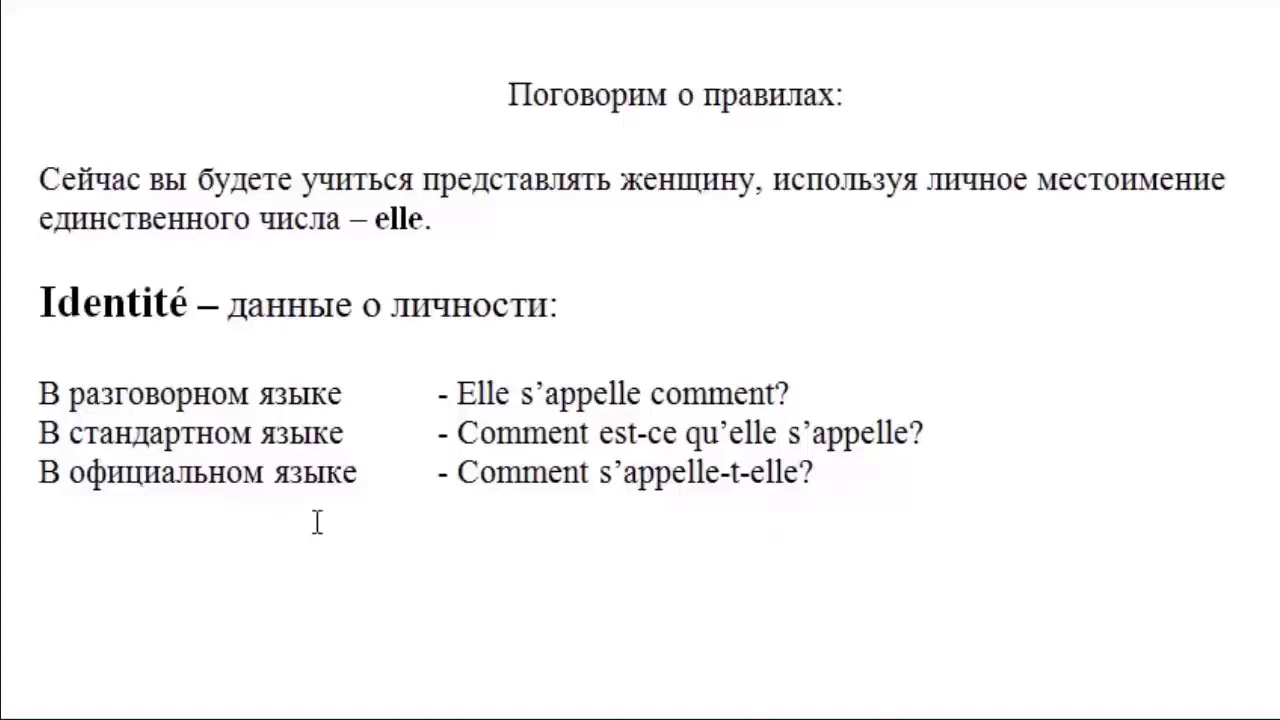 Поговорим о правилах:
Сейчас вы будете учиться представлять женщину, используя личное местоимение
единственного числа – elle.
Identité – данные о личности:
В разговорном языке - Elle s’appelle comment?
В стандартном языке - Comment est-ce qu’elle s’appelle?
В официальном языке - Comment s’appelle-t-elle?